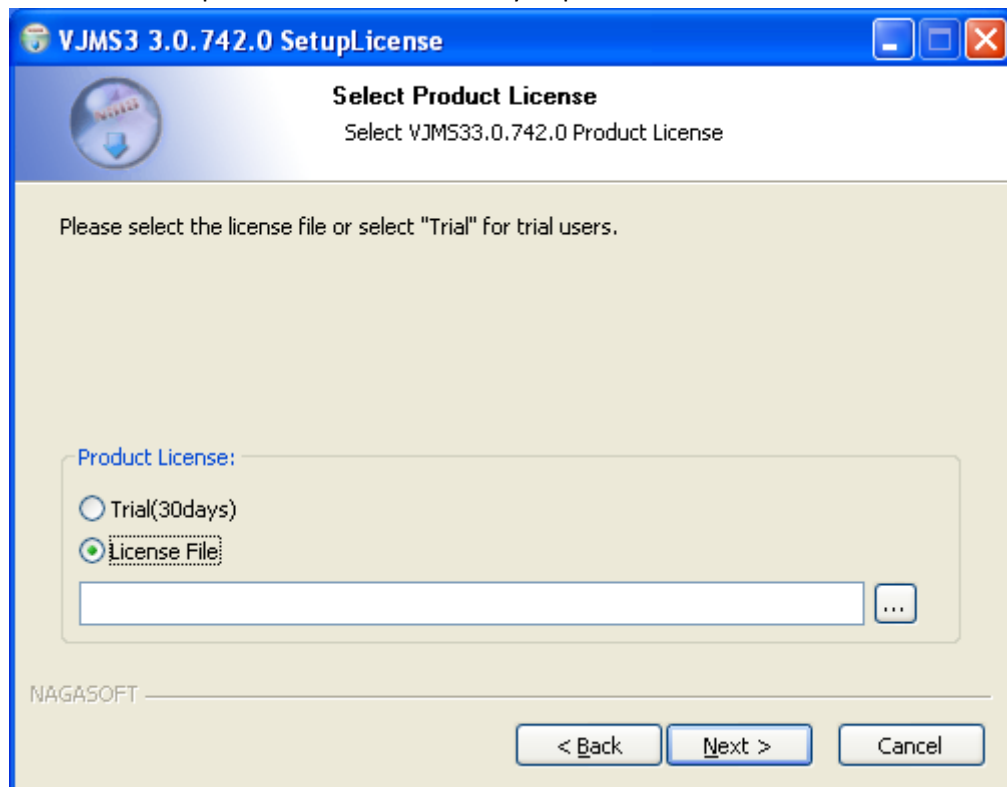 VJMS3 3.0.742.0 SetupLicense
Select Product License
Select VJMS33.0.742.0 Product License
Please select the license file or select "Trial" for trial users.
Product License:
Trial(30days)
License File
...
NAGASOFT
< Back Next > Cancel